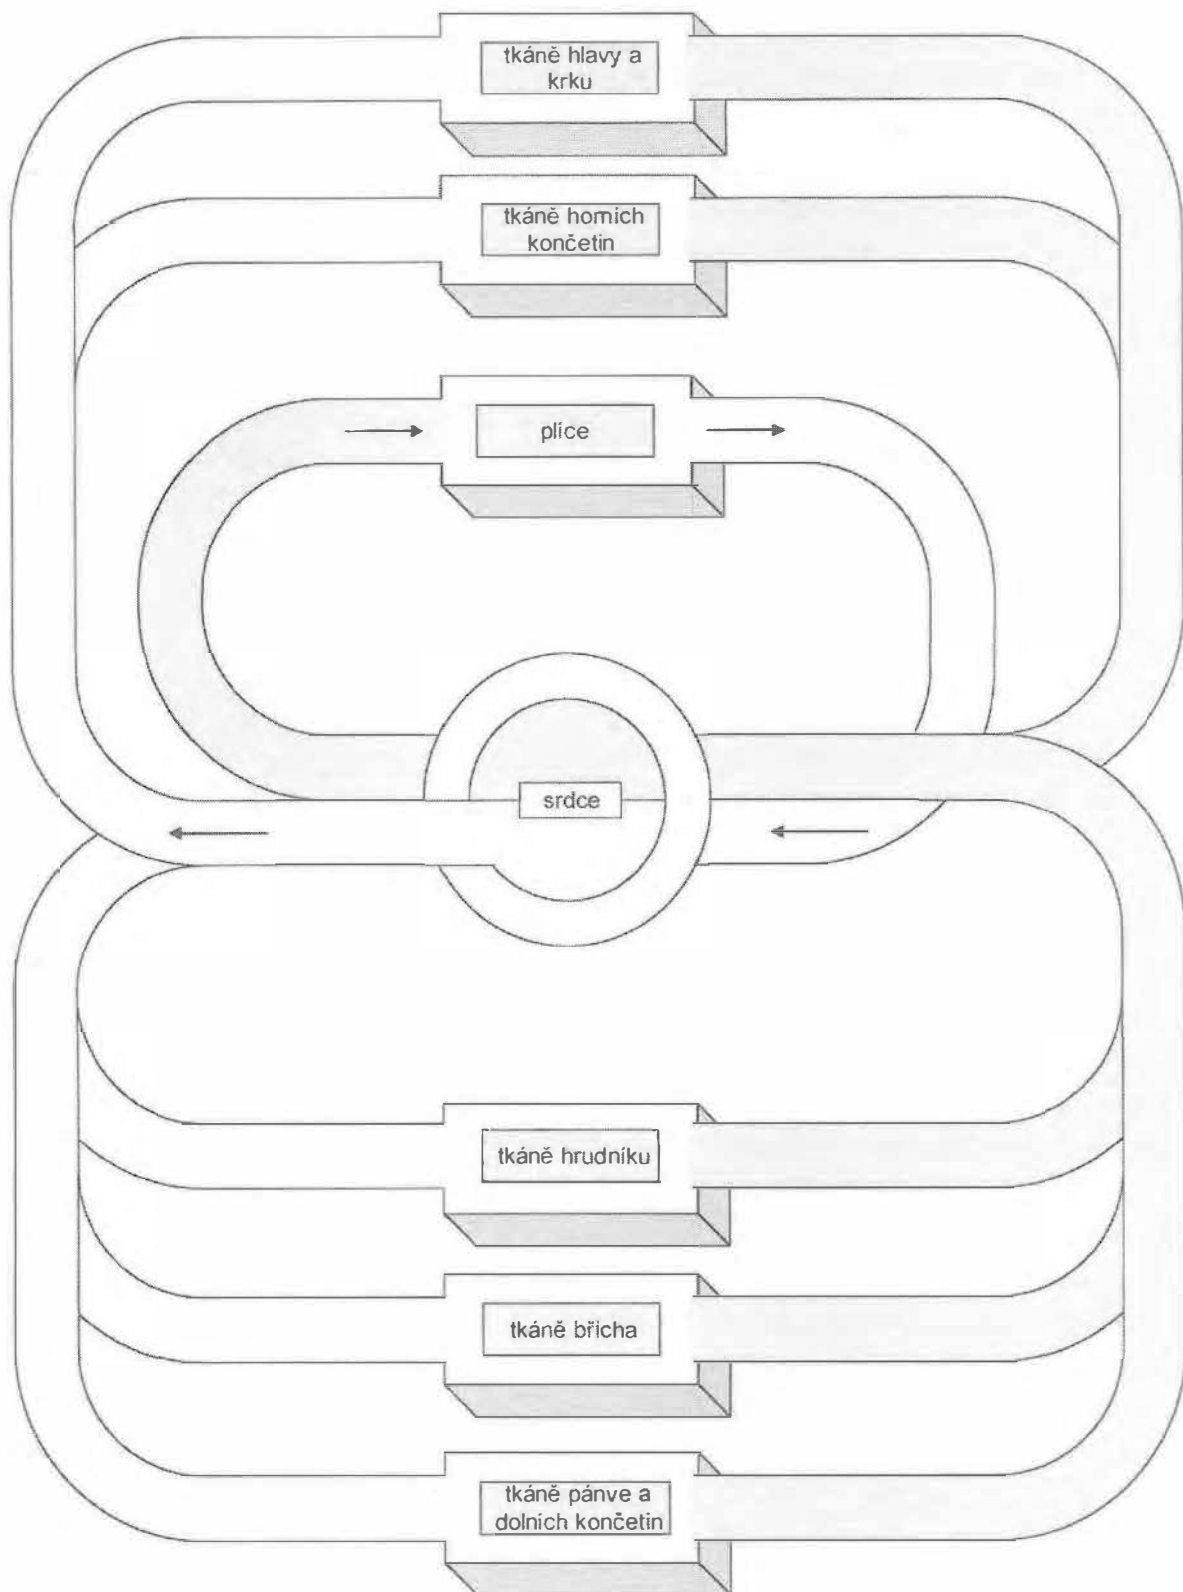 tkáně hlavy a
krku
tkáně horních
končetin
plíce
srdce
tkáně hrudníku
tkáně břicha
tkáně pánve a
dolních končetin